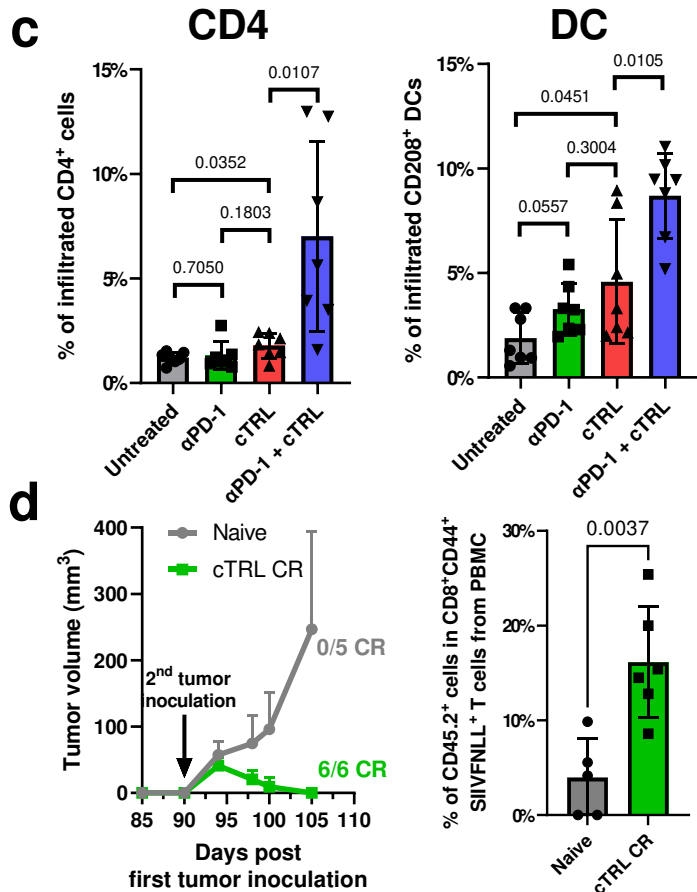 c
CD4
% of infiltrated CD4⁺ cells
15%
10%
5%
0%
0.0107
0.0352
0.1803
0.7050
Untreated
αPD-1
cTRL
αPD-1 + cTRL
DC
% of infiltrated CD208⁺ DCs
15%
10%
5%
0%
0.0105
0.0451
0.3004
0.0557
Untreated
αPD-1
cTRL
αPD-1 + cTRL
d
Tumor volume (mm³)
400
300
200
100
0
Naive
cTRL CR
0/5 CR
2ⁿᵈ tumor
inoculation
6/6 CR
85
90
95
100
105
110
Days post
first tumor inoculation
% of CD45.2⁺ cells in CD8⁺CD44⁺
SIIVFNLL⁺ T cells from PBMC
30%
20%
10%
0%
0.0037
Naive
cTRL CR